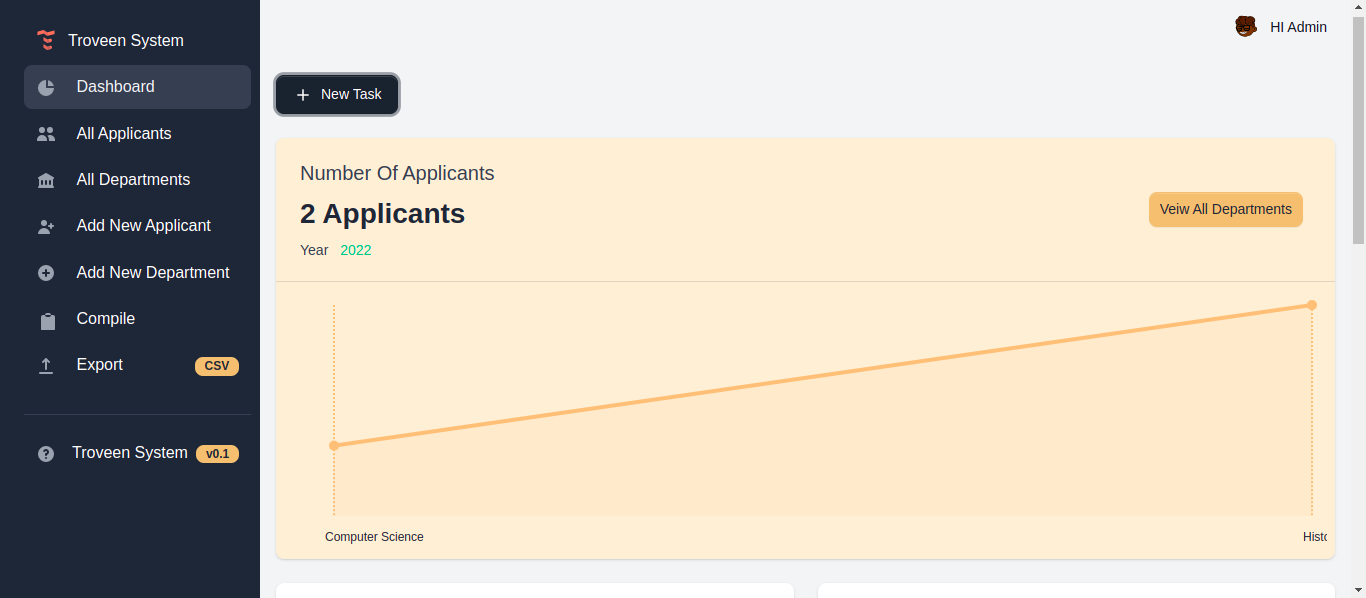 Troveen System
Dashboard
All Applicants
All Departments
Add New Applicant
Add New Department
Compile
Export CSV
Troveen System v0.1
HI Admin
New Task
Number Of Applicants
2 Applicants
Year 2022
Veiw All Departments
Computer Science
Histo